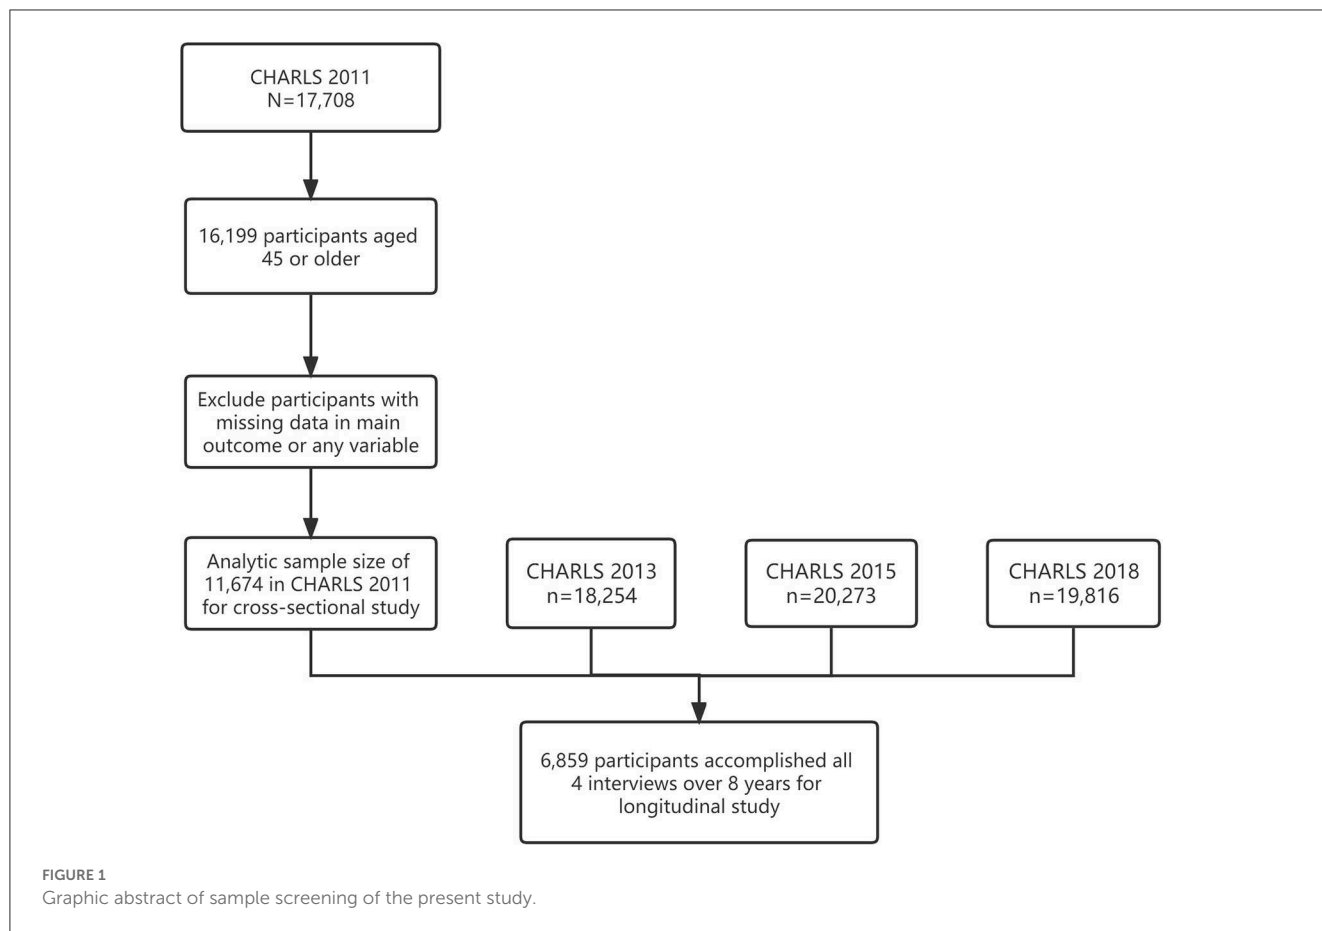 CHARLS 2011
N=17,708
16,199 participants aged
45 or older
Exclude participants with
missing data in main
outcome or any variable
Analytic sample size of
11,674 in CHARLS 2011
for cross-sectional study
CHARLS 2013
n=18,254
CHARLS 2015
n=20,273
CHARLS 2018
n=19,816
6,859 participants accomplished all
4 interviews over 8 years for
longitudinal study
FIGURE 1
Graphic abstract of sample screening of the present study.